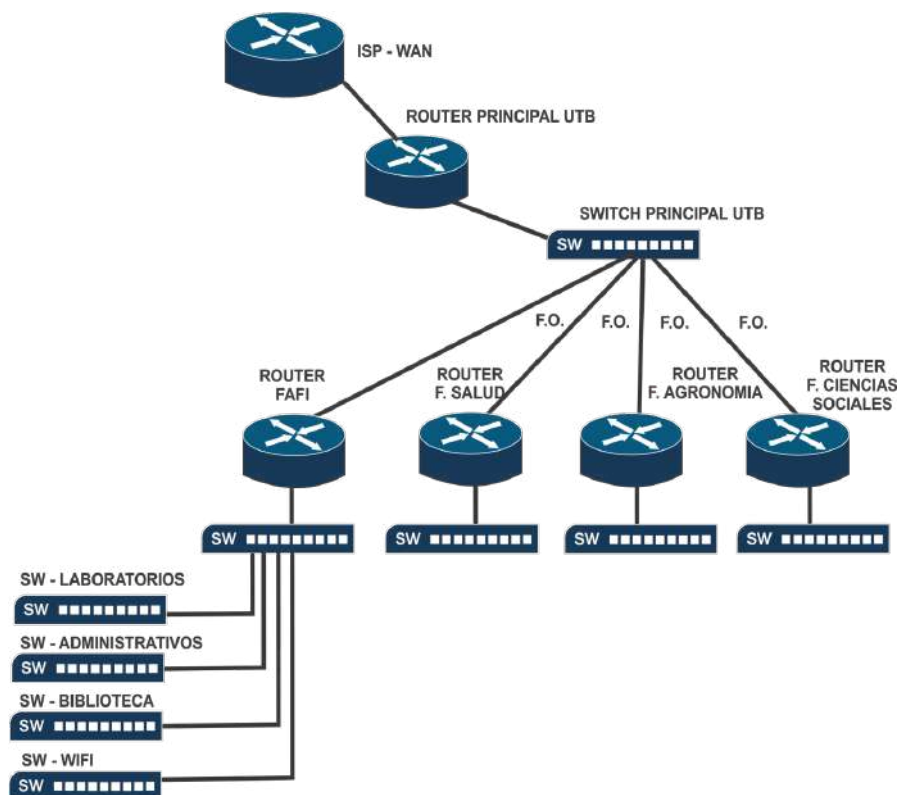 ISP - WAN
ROUTER PRINCIPAL UTB
SWITCH PRINCIPAL UTB
SW
F.O.
F.O.
F.O.
F.O.
ROUTER
FAFI
ROUTER
F. SALUD
ROUTER
F. AGRONOMIA
ROUTER
F. CIENCIAS
SOCIALES
SW
SW
SW
SW
SW - LABORATORIOS
SW
SW - ADMINISTRATIVOS
SW
SW - BIBLIOTECA
SW
SW - WIFI
SW